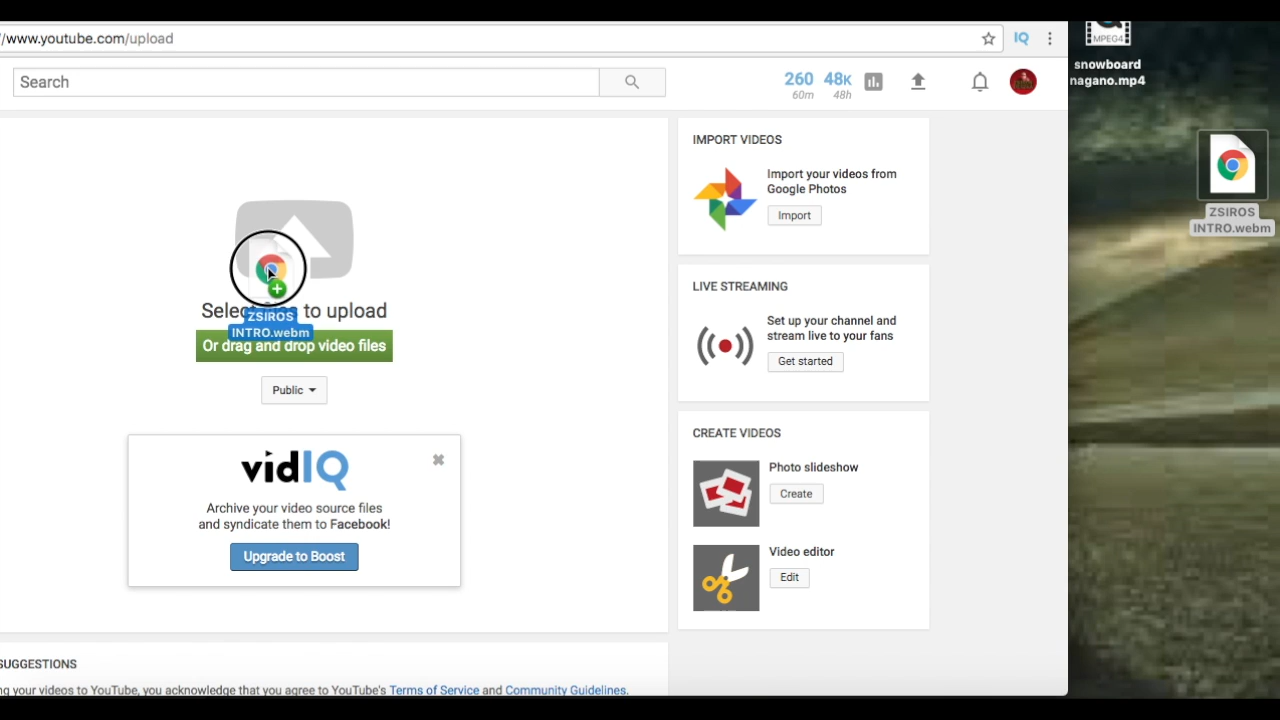 /www.youtube.com/upload
IQ
MPEG4
snowboard
nagano.mp4
Search
260
60m
48K
48h
IMPORT VIDEOS
Import your videos from
Google Photos
Import
ZSIROS
INTRO.webm
to upload
ZSIROS
INTRO.webm
Or drag and drop video files
Public
LIVE STREAMING
Set up your channel and
stream live to your fans
Get started
vidIQ
Archive your video source files
and syndicate them to Facebook!
Upgrade to Boost
CREATE VIDEOS
Photo slideshow
Create
Video editor
Edit
SUGGESTIONS
your videos to YouTube, you acknowledge that you agree to YouTube's Terms of Service and Community Guidelines.